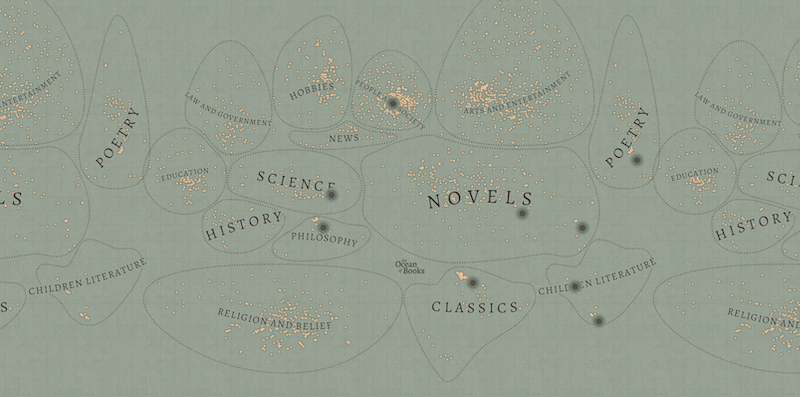 ENTERTAINMENT
POETRY
LAW AND GOVERNMENT
HOBBIES
PEOPLE SOCIETY
ARTS AND ENTERTAINMENT
POETRY
LAW AND GOVERNMENT
NEWS
LS
EDUCATION
SCIENCE
NOVELS
EDUCATION
SCI
HISTORY
PHILOSOPHY
HISTORY
The
Ocean
of Books
CHILDREN LITERATURE
CHILDREN LITERATURE
S
RELIGION AND BELIEF
CLASSICS
RELIGION AND